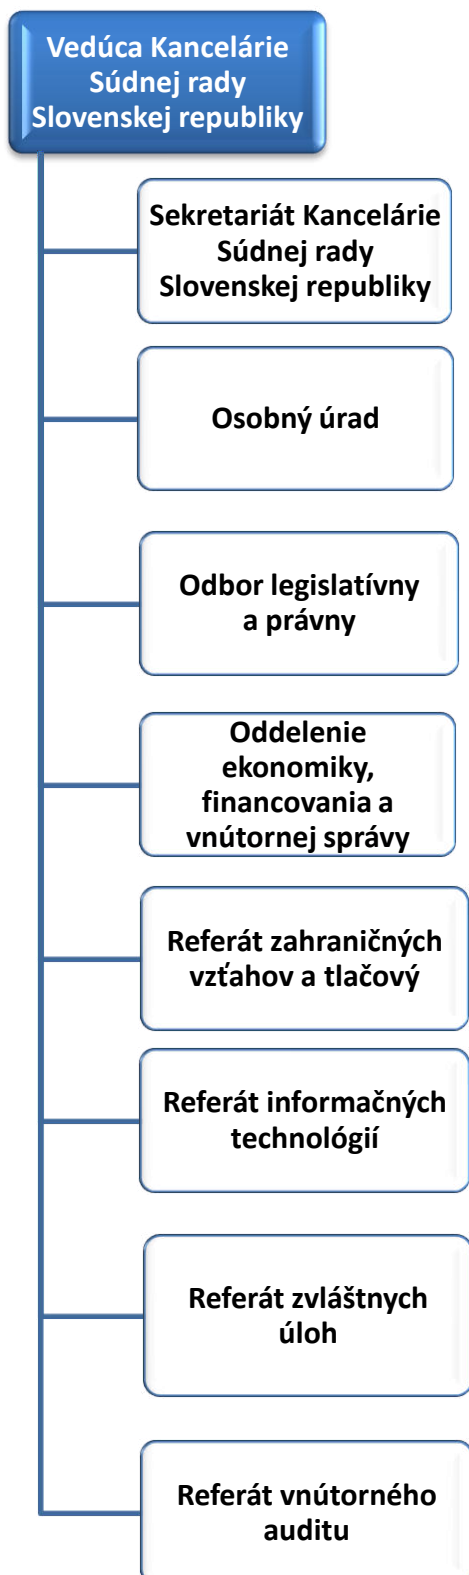 Vedúca Kancelárie
Súdnej rady
Slovenskej republiky
Sekretariát Kancelárie
Súdnej rady
Slovenskej republiky
Osobný úrad
Odbor legislatívny
a právny
Oddelenie
ekonomiky,
financovania a
vnútornej správy
Referát zahraničných
vzťahov a tlačový
Referát informačných
technológií
Referát zvláštnych
úloh
Referát vnútorného
auditu